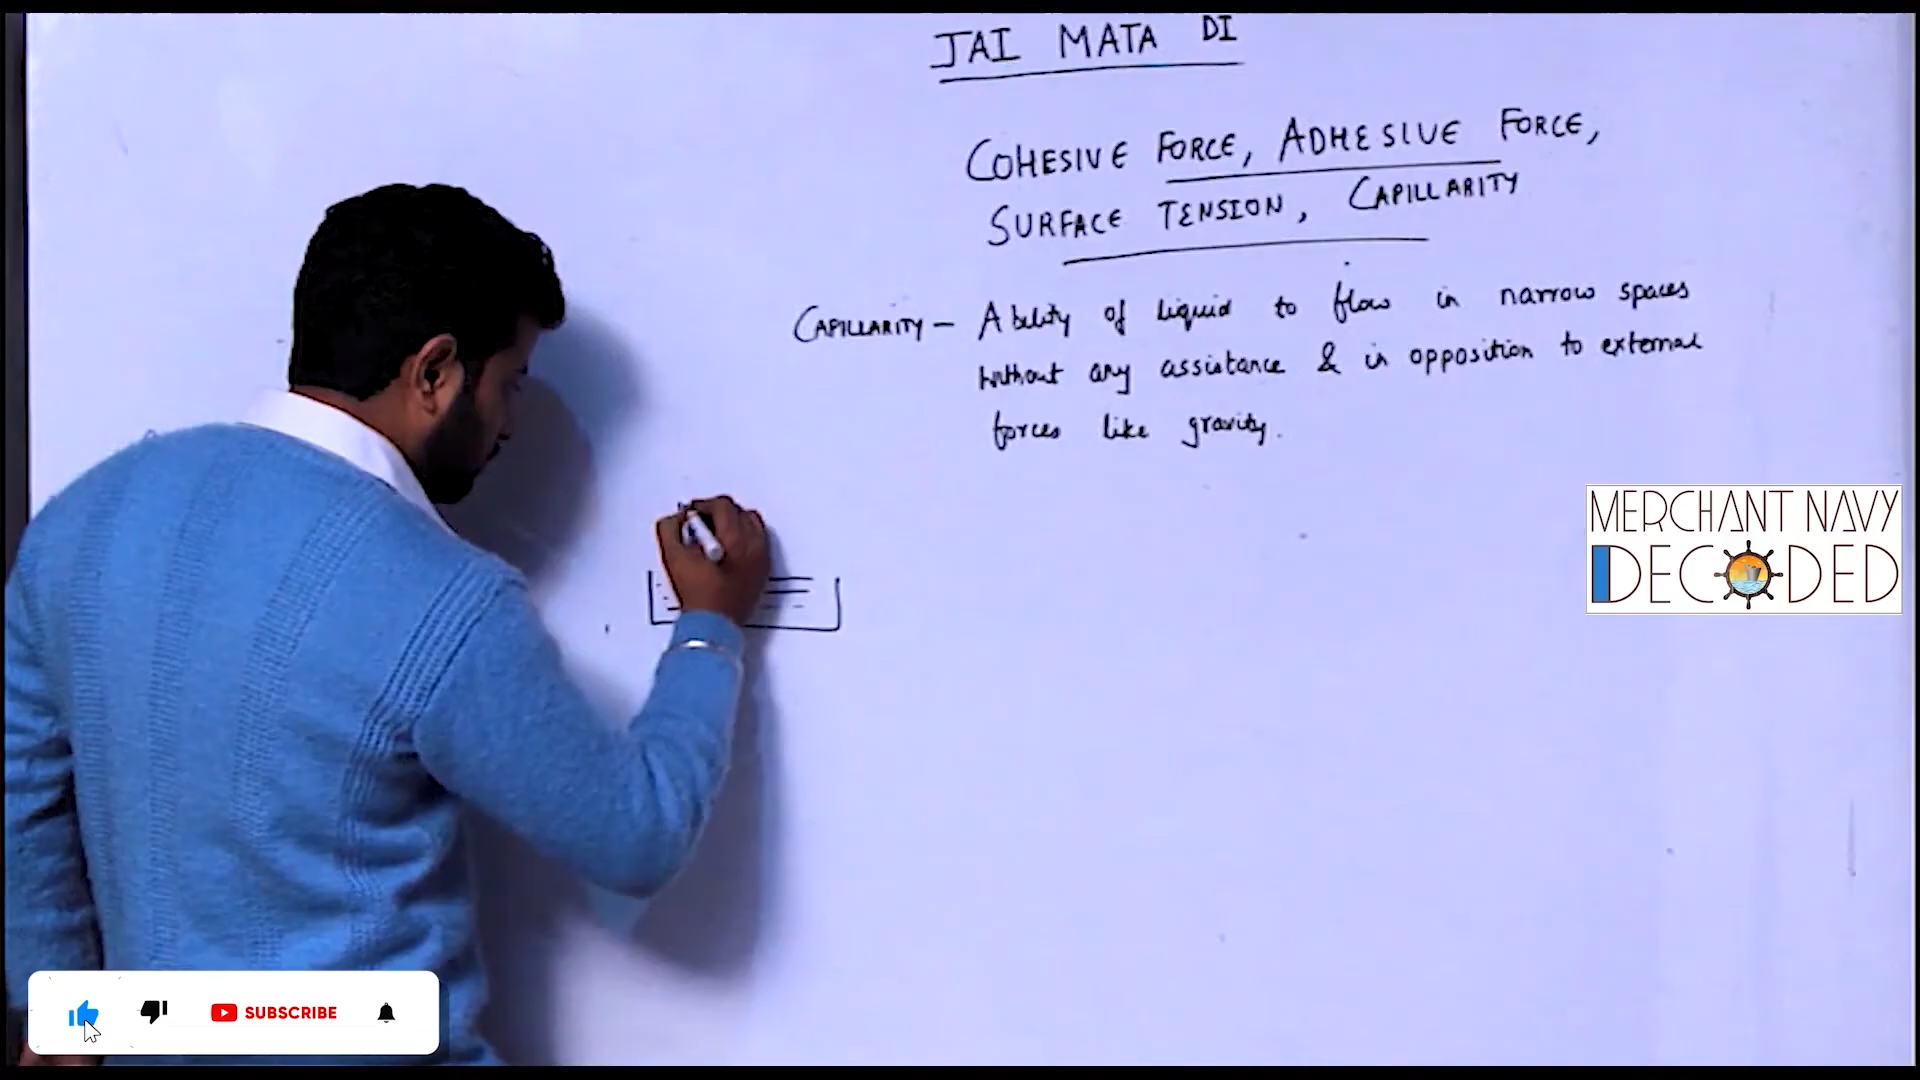 JAI MATA DI
COHESIVE FORCE, ADHESIVE FORCE,
SURFACE TENSION, CAPILLARITY
CAPILLARITY - Ability of liquid to flow in narrow spaces
without any assistance & in opposition to external
forces like gravity.
MERCHANT NAVY
DECODED
SUBSCRIBE